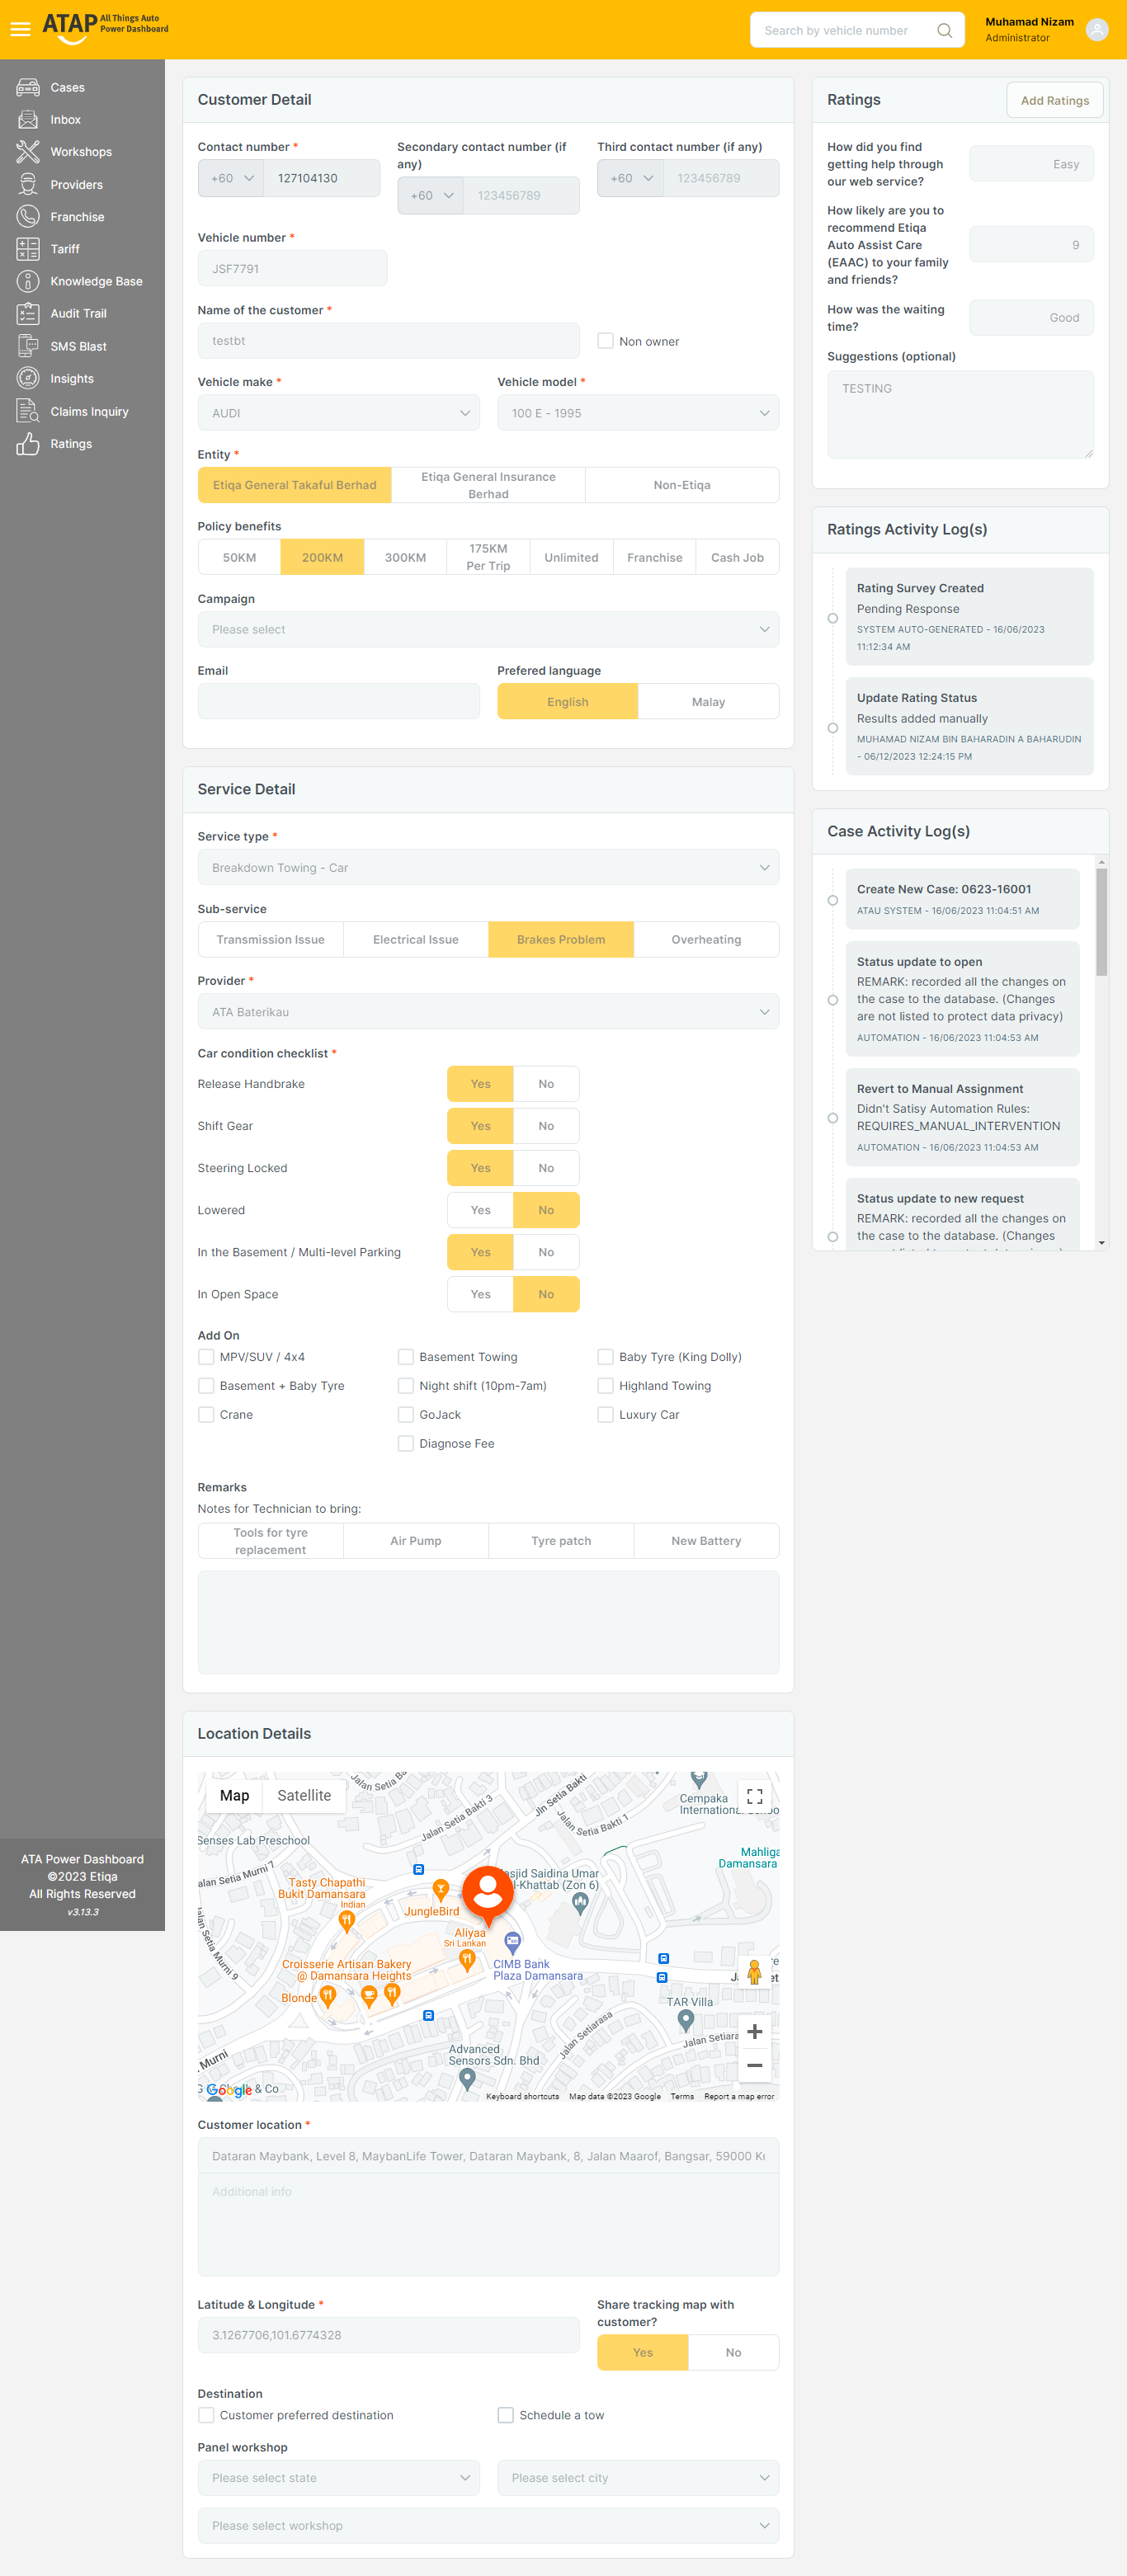 ATAP All Things Auto
Power Dashboard
Search by vehicle number
Muhamad Nizam
Administrator
Cases
Inbox
Workshops
Providers
Franchise
Tariff
Knowledge Base
Audit Trail
SMS Blast
Insights
Claims Inquiry
Ratings
ATA Power Dashboard
©2023 Etiqa
All Rights Reserved
v3.13.3
Customer Detail
Contact number *
+60 127104130
Secondary contact number (if
any)
+60 123456789
Third contact number (if any)
+60 123456789
Vehicle number *
JSF7791
Name of the customer *
testbt
Non owner
Vehicle make *
AUDI
Vehicle model *
100 E - 1995
Entity *
Etiqa General Takaful Berhad
Etiqa General Insurance
Berhad
Non-Etiqa
Policy benefits
50KM
200KM
300KM
175KM
Per Trip
Unlimited
Franchise
Cash Job
Campaign
Please select
Email
Prefered language
English
Malay
Service Detail
Service type *
Breakdown Towing - Car
Sub-service
Transmission Issue
Electrical Issue
Brakes Problem
Overheating
Provider *
ATA Baterikau
Car condition checklist *
Release Handbrake Yes No
Shift Gear Yes No
Steering Locked Yes No
Lowered Yes No
In the Basement / Multi-level Parking Yes No
In Open Space Yes No
Add On
MPV/SUV / 4x4
Basement Towing
Baby Tyre (King Dolly)
Basement + Baby Tyre
Night shift (10pm-7am)
Highland Towing
Crane
GoJack
Luxury Car
Diagnose Fee
Remarks
Notes for Technician to bring:
Tools for tyre
replacement
Air Pump
Tyre patch
New Battery
Location Details
Map Satellite
Jalan Setia Ba
Jalan Setia Bakti 3
Jln Setia Bakti
Jalan Setia Bakti 1
Cempaka
International
Senses Lab Preschool
alan Setia Murni 7
Mahliga
Damansara
asjid Saidina Umar
l-Khattab (Zon 6)
Tasty Chapathi
Bukit Damansara
Indian
JungleBird
Aliyaa
Sri Lankan
Jalan Setia Murni 9
Croisserie Artisan Bakery
@ Damansara Heights
CIMB Bank
Plaza Damansara
Blonde
TAR Villa
Jalan Setiarasa
Jalan Setiara
Advanced
Sensors Sdn. Bhd
Murni
& Co
Google
Keyboard shortcuts
Map data ©2023 Google
Terms
Report a map error
Customer location *
Dataran Maybank, Level 8, MaybanLife Tower, Dataran Maybank, 8, Jalan Maarof, Bangsar, 59000 Ku
Additional info
Latitude & Longitude *
3.1267706,101.6774328
Share tracking map with
customer?
Yes No
Destination
Customer preferred destination
Schedule a tow
Panel workshop
Please select state
Please select city
Please select workshop
Ratings
Add Ratings
How did you find
getting help through
our web service?
Easy
How likely are you to
recommend Etiqa
Auto Assist Care
(EAAC) to your family
and friends?
9
How was the waiting
time?
Good
Suggestions (optional)
TESTING
Ratings Activity Log(s)
Rating Survey Created
Pending Response
SYSTEM AUTO-GENERATED - 16/06/2023
11:12:34 AM
Update Rating Status
Results added manually
MUHAMAD NIZAM BIN BAHARADIN A BAHARUDIN
- 06/12/2023 12:24:15 PM
Case Activity Log(s)
Create New Case: 0623-16001
ATAU SYSTEM - 16/06/2023 11:04:51 AM
Status update to open
REMARK: recorded all the changes on
the case to the database. (Changes
are not listed to protect data privacy)
AUTOMATION - 16/06/2023 11:04:53 AM
Revert to Manual Assignment
Didn't Satisy Automation Rules:
REQUIRES_MANUAL_INTERVENTION
AUTOMATION - 16/06/2023 11:04:53 AM
Status update to new request
REMARK: recorded all the changes on
the case to the database. (Changes